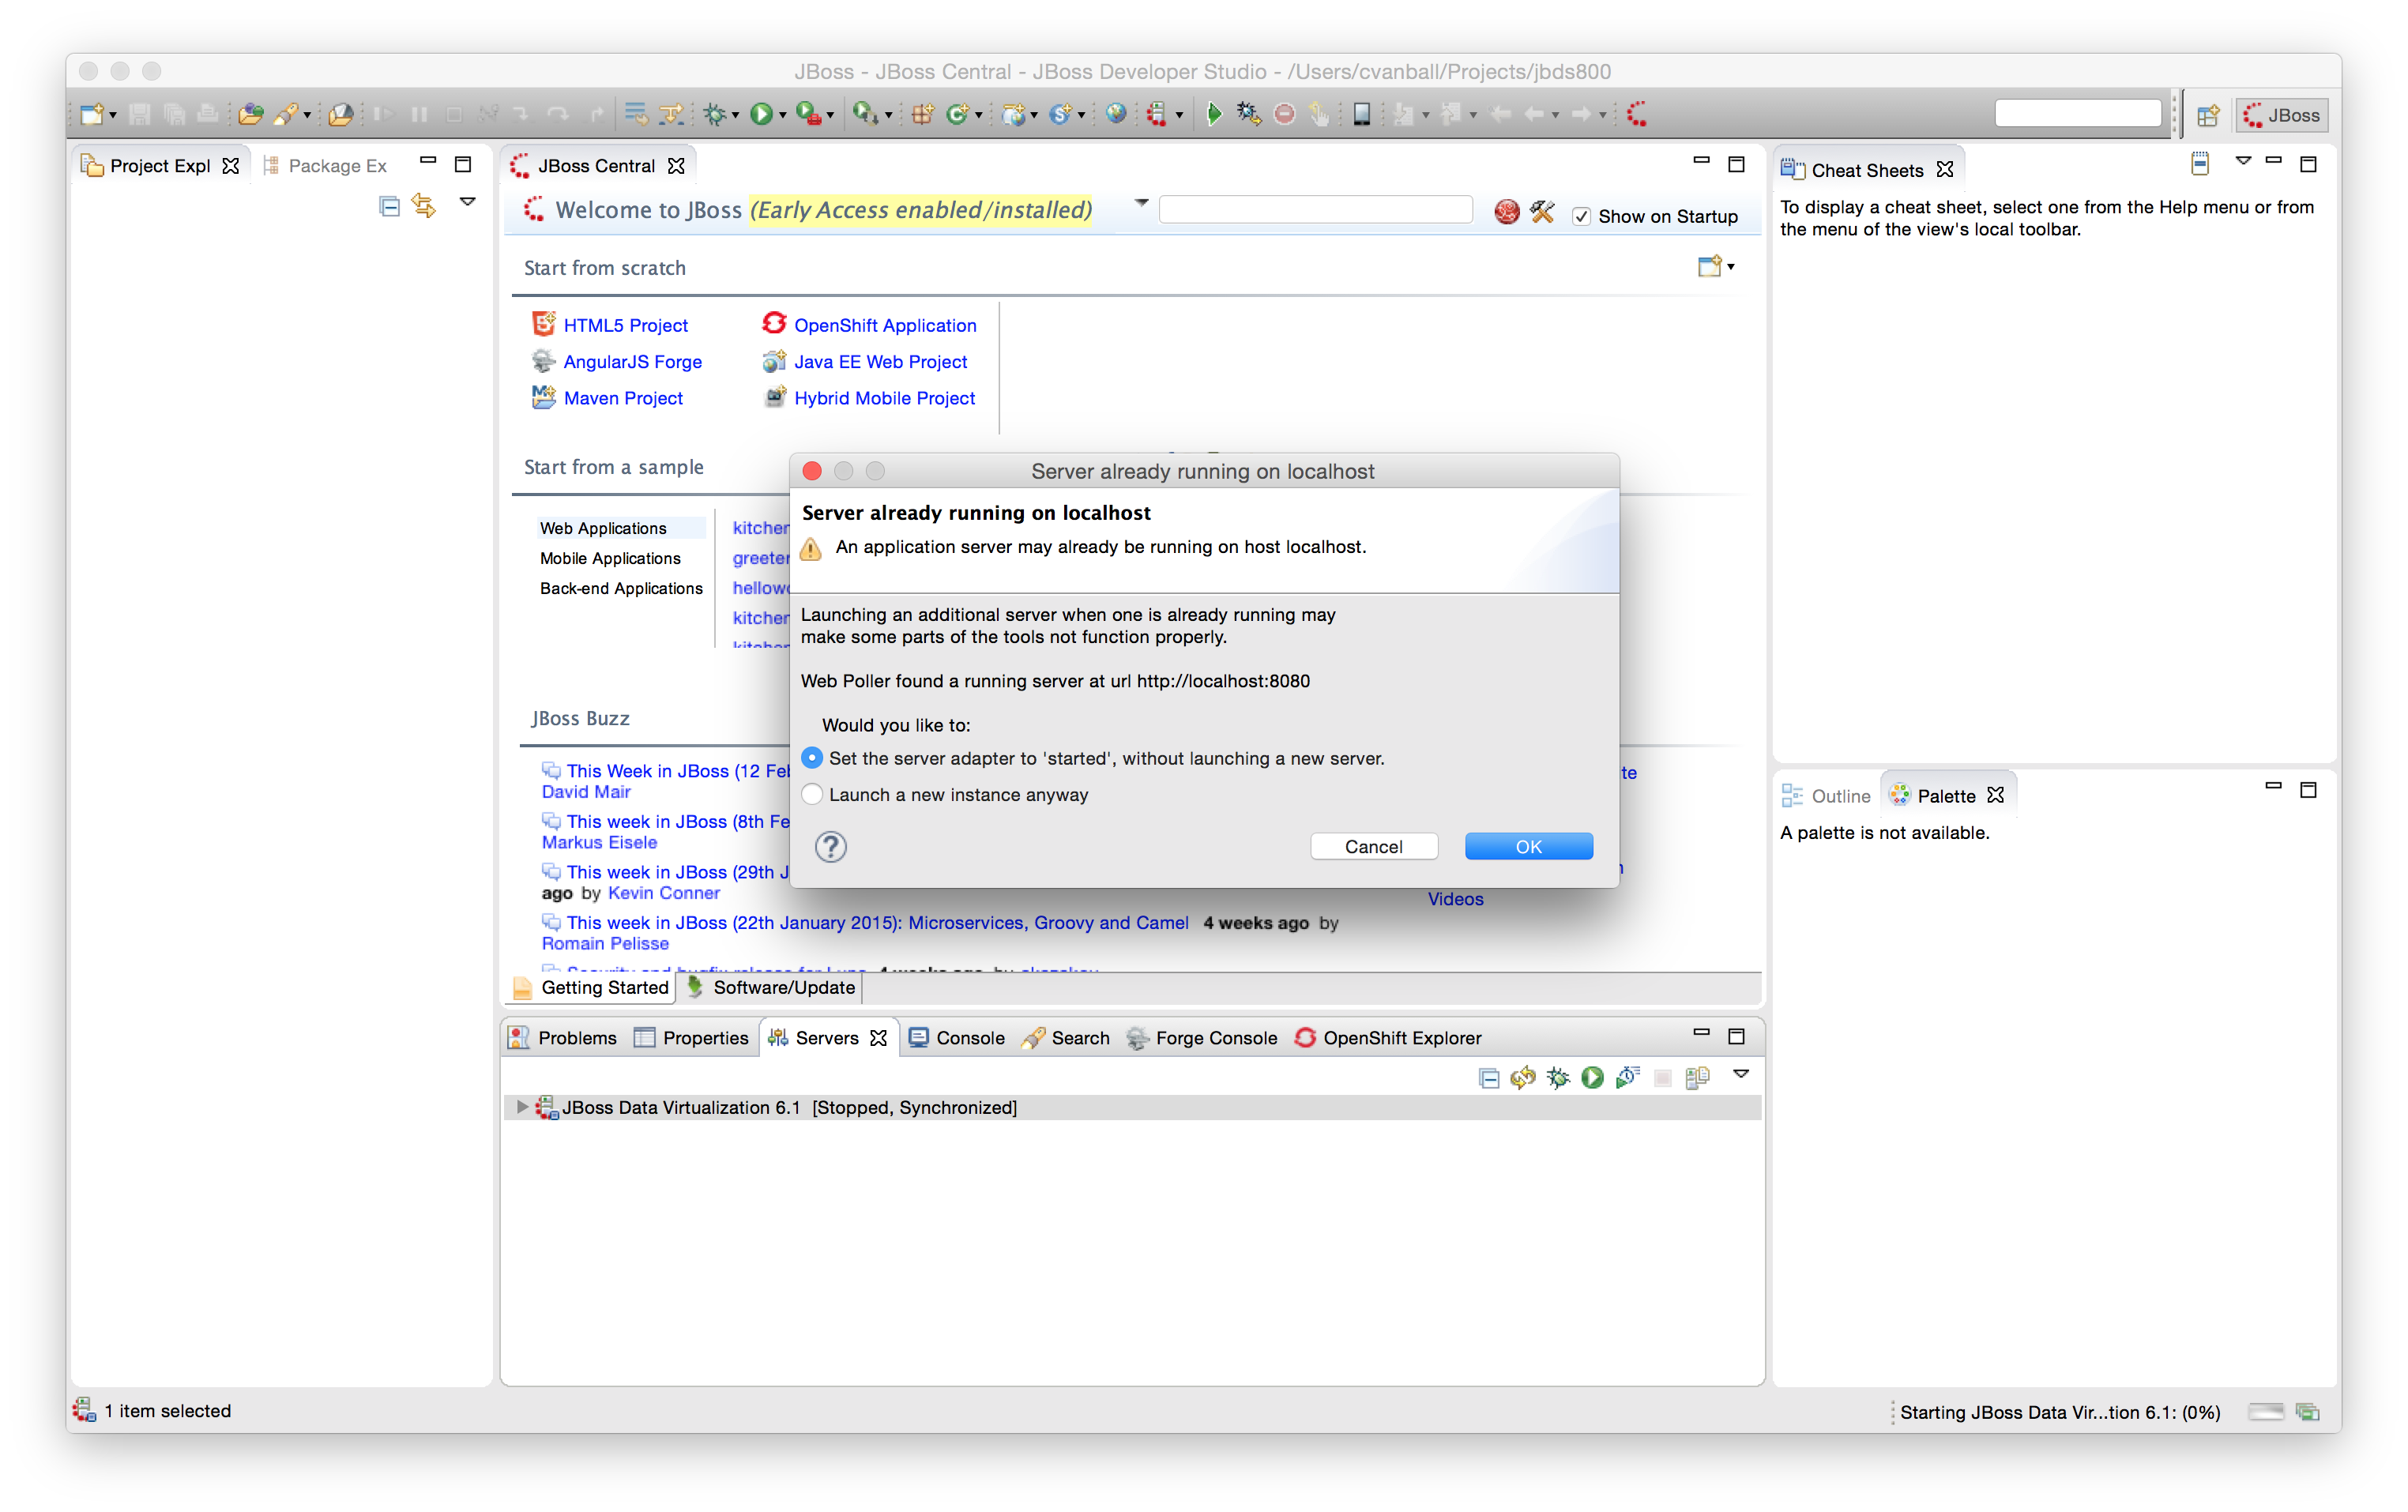 JBoss - JBoss Central - JBoss Developer Studio - /Users/cvanball/Projects/jbds800
JBoss
Project Expl
Package Ex
JBoss Central
Welcome to JBoss (Early Access enabled/installed)
Show on Startup
Start from scratch
HTML5 Project
OpenShift Application
AngularJS Forge
Java EE Web Project
Maven Project
Hybrid Mobile Project
Start from a sample
Web Applications
Mobile Applications
Back-end Applications
kitchen
greeter
hellow
kitchen
JBoss Buzz
This Week in JBoss (12 Feb
David Mair
This week in JBoss (8th Fe
Markus Eisele
This week in JBoss (29th J
ago by Kevin Conner
This week in JBoss (22th January 2015): Microservices, Groovy and Camel 4 weeks ago by
Romain Pelisse
te
Videos
Getting Started
Software/Update
Server already running on localhost
Server already running on localhost
An application server may already be running on host localhost.
Launching an additional server when one is already running may
make some parts of the tools not function properly.
Web Poller found a running server at url http://localhost:8080
Would you like to:
Set the server adapter to 'started', without launching a new server.
Launch a new instance anyway
?
Cancel
OK
Cheat Sheets
To display a cheat sheet, select one from the Help menu or from
the menu of the view's local toolbar.
Outline
Palette
A palette is not available.
Problems
Properties
Servers
Console
Search
Forge Console
OpenShift Explorer
JBoss Data Virtualization 6.1 [Stopped, Synchronized]
1 item selected
Starting JBoss Data Vir...tion 6.1: (0%)